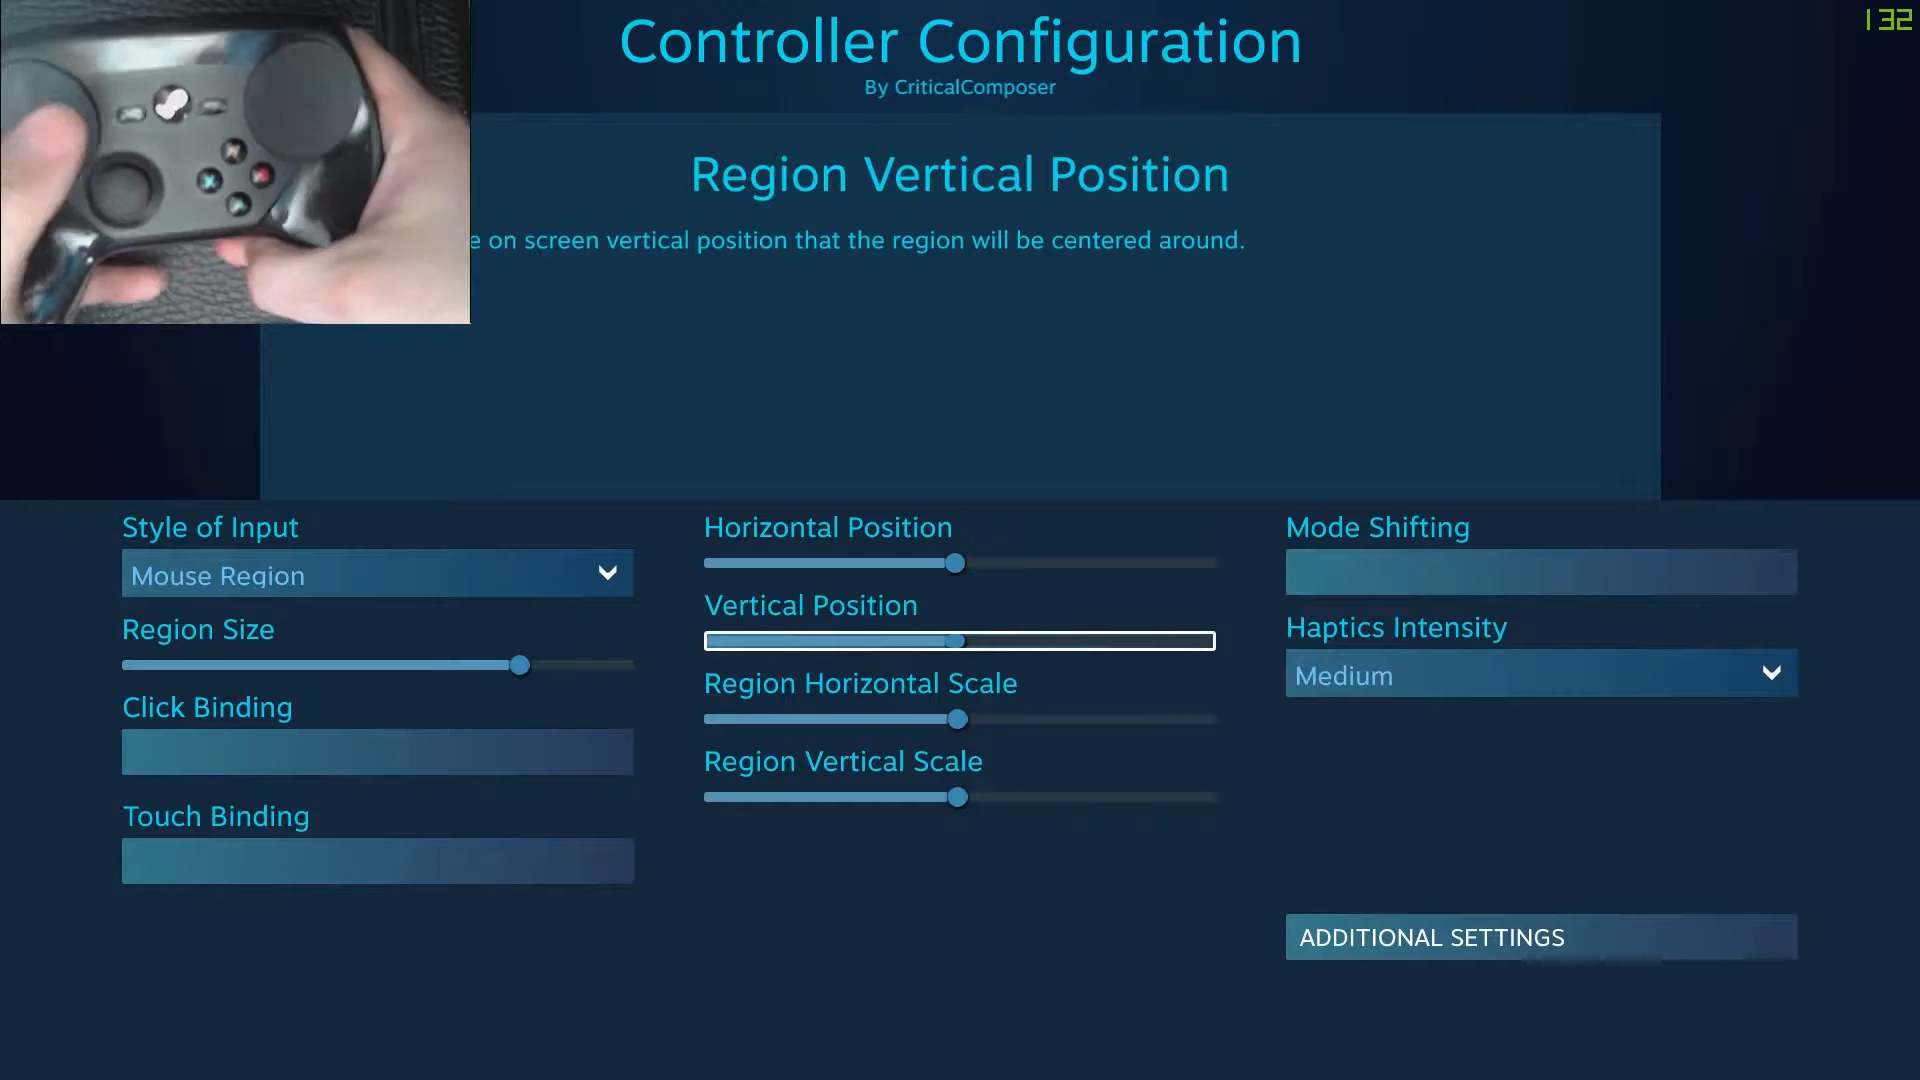 Controller Configuration
By CriticalComposer
132
Region Vertical Position
e on screen vertical position that the region will be centered around.
Style of Input
Mouse Region
Region Size
Click Binding
Touch Binding
Horizontal Position
Vertical Position
Region Horizontal Scale
Region Vertical Scale
Mode Shifting
Haptics Intensity
Medium
ADDITIONAL SETTINGS